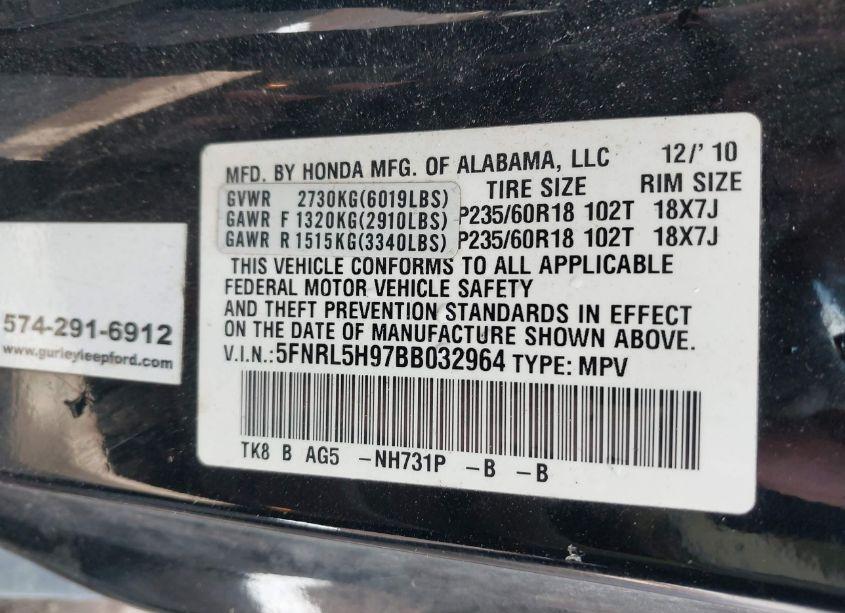 MFD. BY HONDA MFG. OF ALABAMA, LLC 12/'10
GVWR 2730KG(6019LBS) TIRE SIZE RIM SIZE
GAWR F 1320KG(2910LBS) P235/60R18 102T 18X7J
GAWR R 1515KG(3340LBS) P235/60R18 102T 18X7J
THIS VEHICLE CONFORMS TO ALL APPLICABLE
FEDERAL MOTOR VEHICLE SAFETY
AND THEFT PREVENTION STANDARDS IN EFFECT
ON THE DATE OF MANUFACTURE SHOWN ABOVE.
V.I.N.:5FNRL5H97BB032964 TYPE: MPV
TK8 B AG5 -NH731P -B -B
574-291-6912
www.gurleyleepford.com